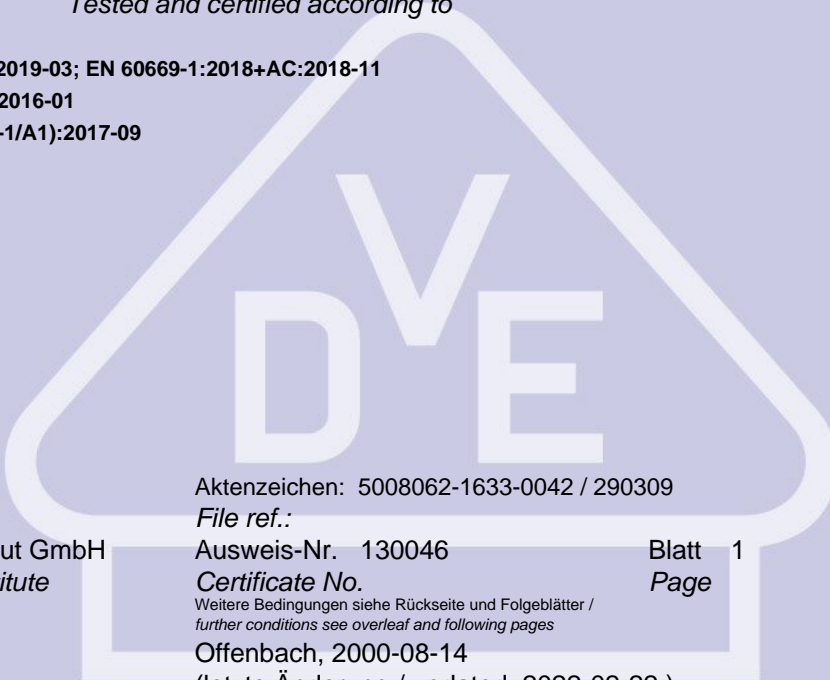 Tested and certified according to
2019-03; EN 60669-1:2018+AC:2018-11
2016-01
-1/A1):2017-09
VDE
Aktenzeichen: 5008062-1633-0042 / 290309
File ref.:
ut GmbH Ausweis-Nr. 130046 Blatt 1
itute Certificate No. Page
Weitere Bedingungen siehe Rückseite und Folgeblätter /
further conditions see overleaf and following pages
Offenbach, 2000-08-14